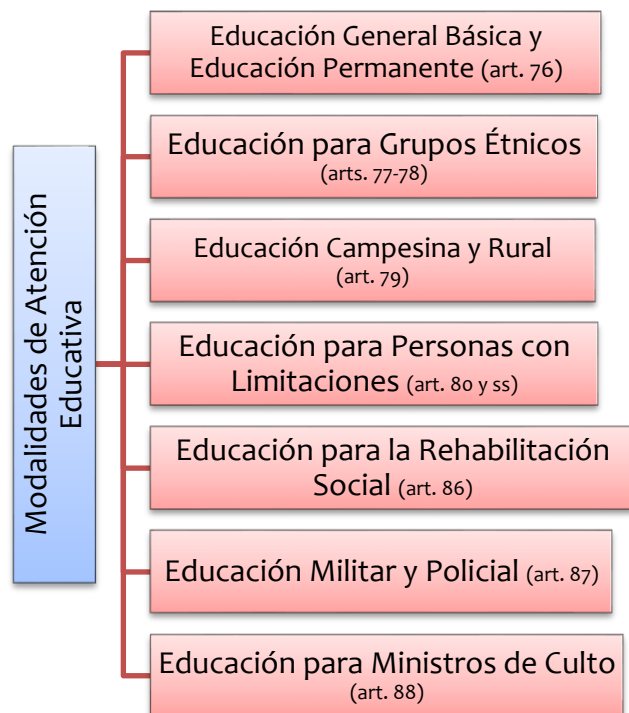 Modalidades de Atención
Educativa
Educación General Básica y
Educación Permanente (art. 76)
Educación para Grupos Étnicos
(arts. 77-78)
Educación Campesina y Rural
(art. 79)
Educación para Personas con
Limitaciones (art. 80 y ss)
Educación para la Rehabilitación
Social (art. 86)
Educación Militar y Policial (art. 87)
Educación para Ministros de Culto
(art. 88)